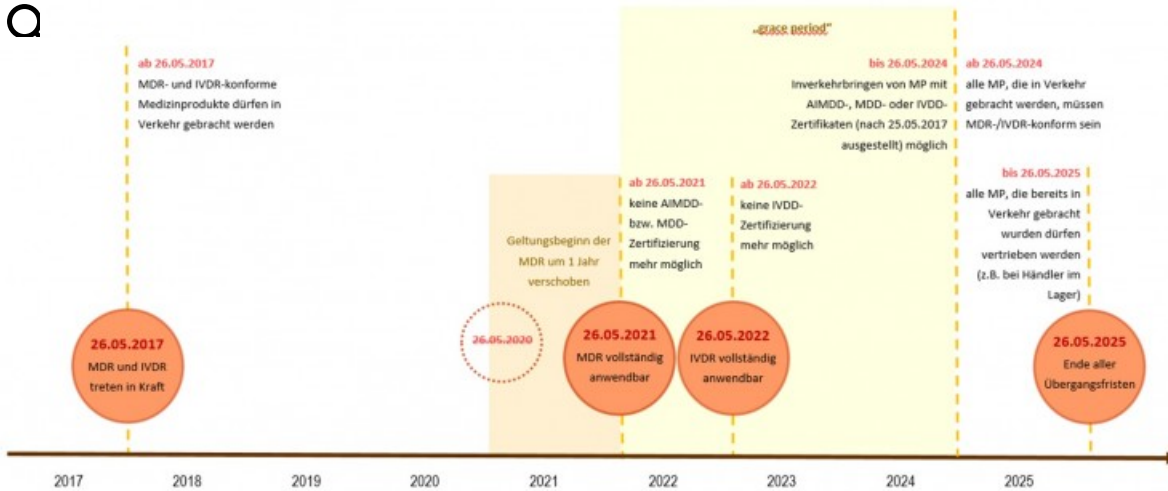 „grace period"
ab 26.05.2017
MDR- und IVDR-konforme
Medizinprodukte dürfen in
Verkehr gebracht werden
bis 26.05.2024
Inverkehrbringen von MP mit
AIMDD-, MDD- oder IVDD-
Zertifikaten (nach 25.05.2017
ausgestellt) möglich
ab 26.05.2024
alle MP, die in Verkehr
gebracht werden, müssen
MDR-/IVDR-konform sein
bis 26.05.2025
alle MP, die bereits in
Verkehr gebracht
wurden dürfen
vertrieben werden
(z.B. bei Händler im
Lager)
ab 26.05.2021
keine AIMDD-
bzw. MDD-
Zertifizierung
mehr möglich
ab 26.05.2022
keine IVDD-
Zertifizierung
mehr möglich
Geltungsbeginn der
MDR um 1 Jahr
verschoben
26.05.2017
MDR und IVDR
treten in Kraft
26.05.2020
26.05.2021
MDR vollständig
anwendbar
26.05.2022
IVDR vollständig
anwendbar
26.05.2025
Ende aller
Übergangsfristen
2017 2018 2019 2020 2021 2022 2023 2024 2025